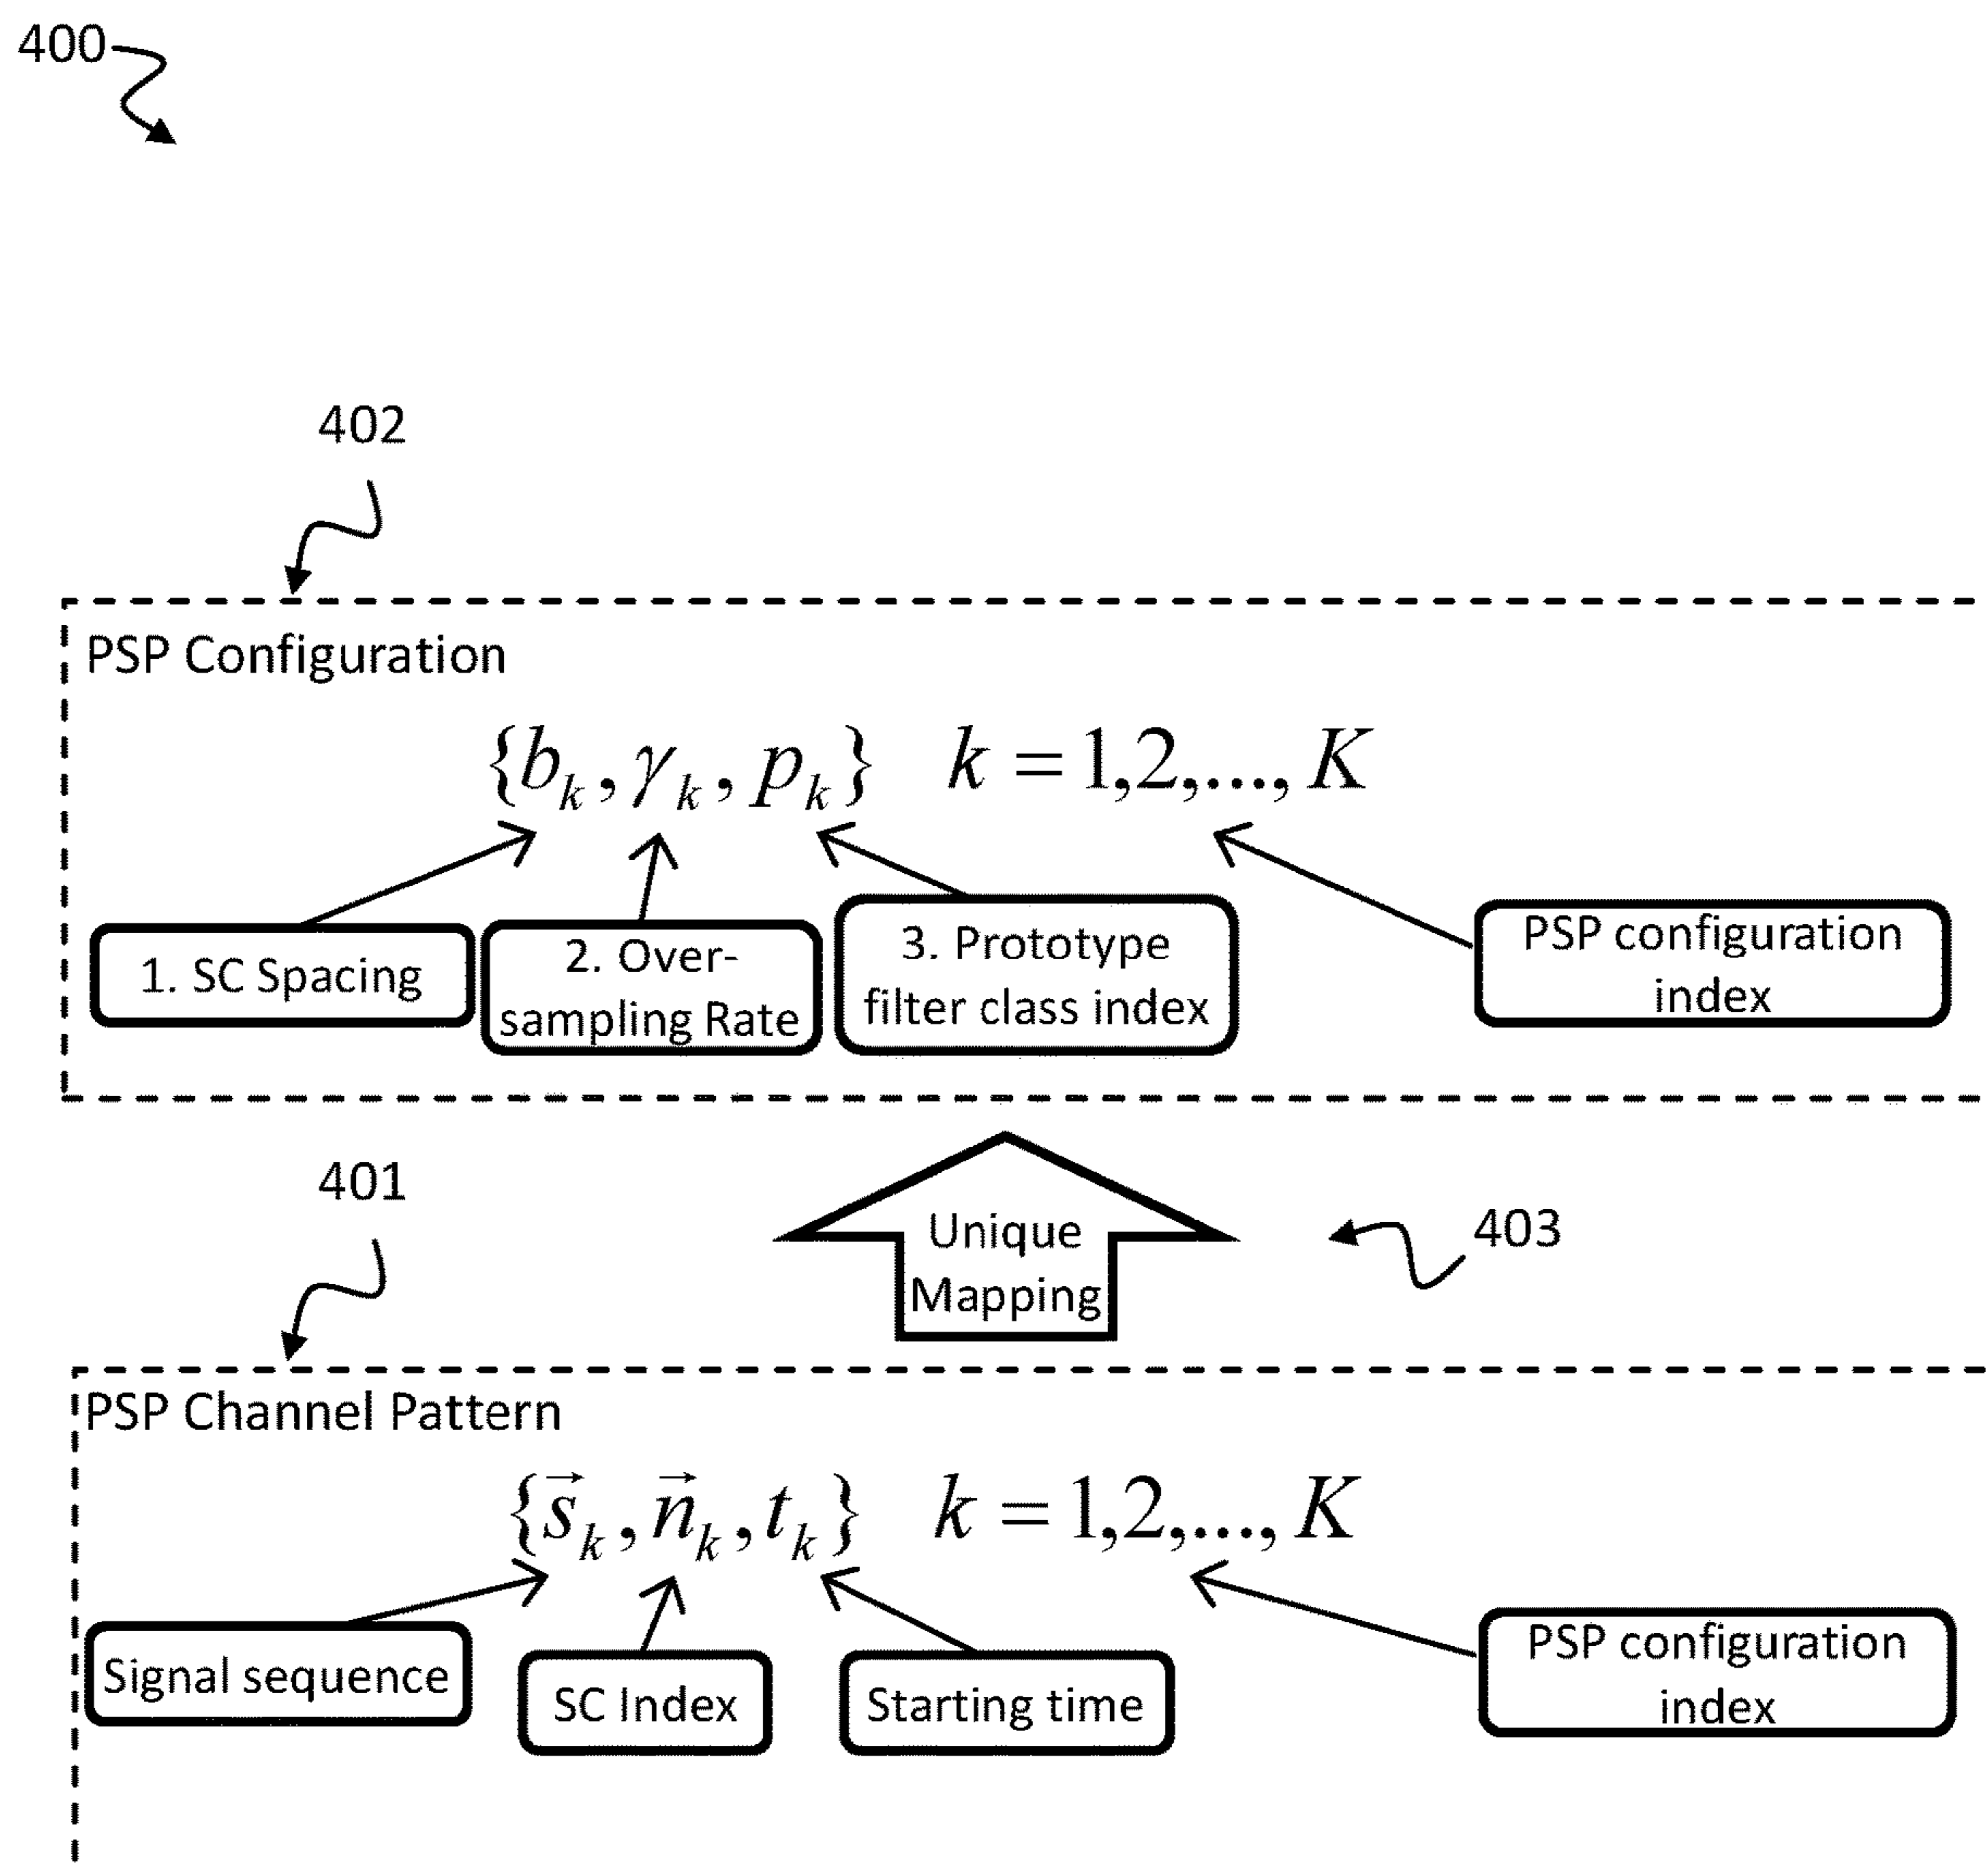 400
402
PSP Configuration
{b_k, γ_k, p_k} k = 1,2,..., K
1. SC Spacing
2. Over-
sampling Rate
3. Prototype
filter class index
PSP configuration
index
401
Unique
Mapping
403
PSP Channel Pattern
{s⃗_k, n⃗_k, t_k} k = 1,2,..., K
Signal sequence
SC Index
Starting time
PSP configuration
index